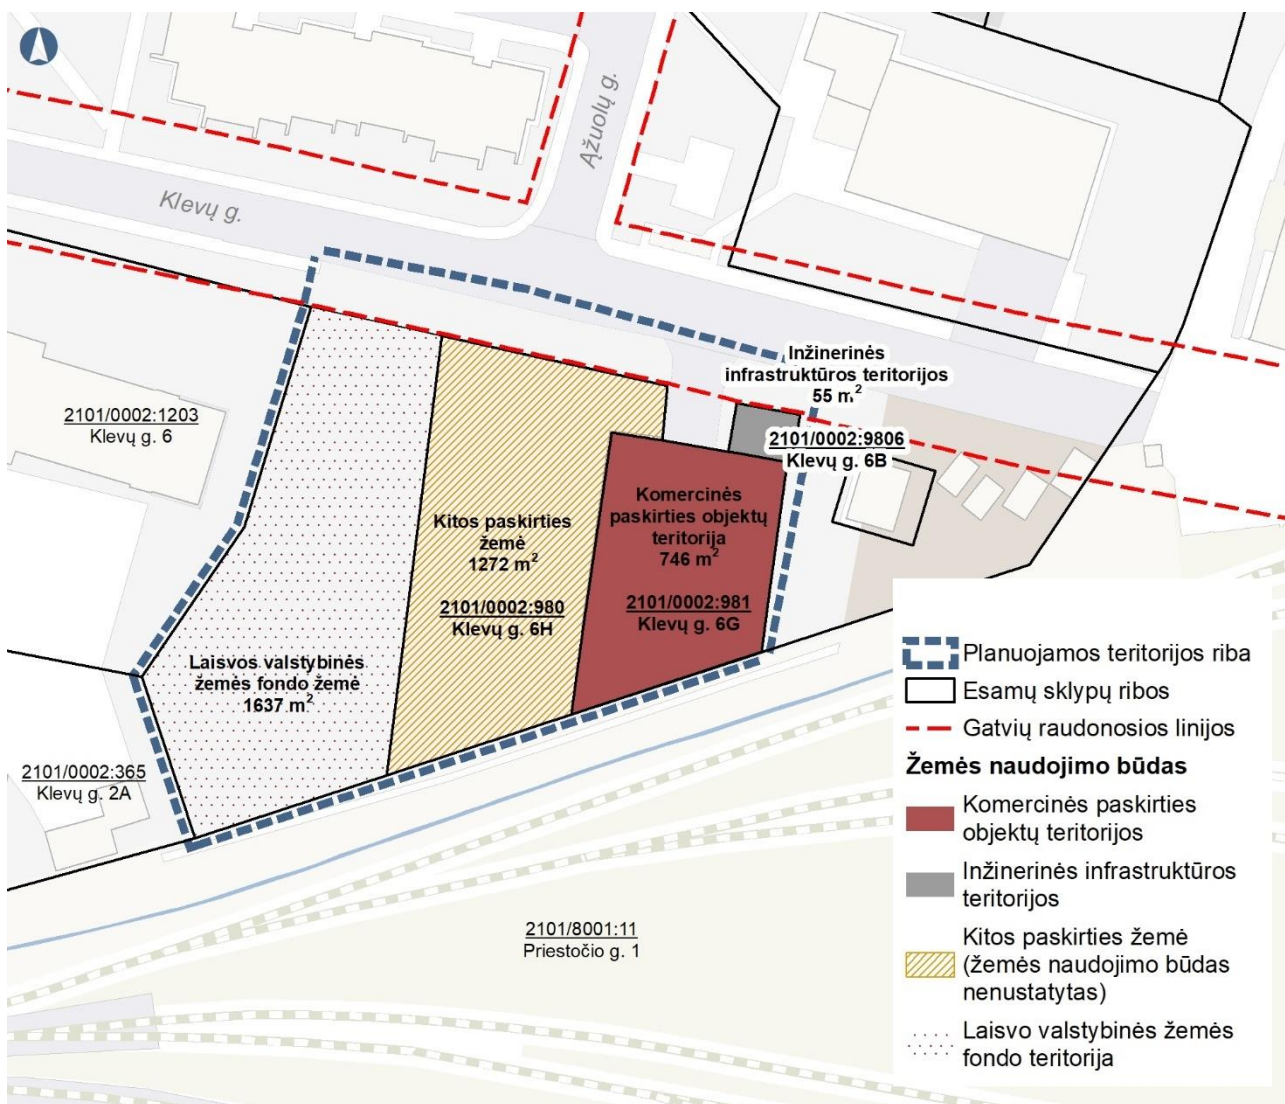 Ąžuolų g.
Klevų g.
Inžinerinės
infrastruktūros teritorijos
55 m²
2101/0002:9806
Klevų g. 6B
2101/0002:1203
Klevų g. 6
Komercinės
paskirties objektų
teritorija
746 m²
2101/0002:981
Klevų g. 6G
Kitos paskirties
žemė
1272 m²
2101/0002:980
Klevų g. 6H
Laisvos valstybinės
žemės fondo žemė
1637 m²
2101/0002:365
Klevų g. 2A
2101/8001:11
Priestočio g. 1
Planuojamos teritorijos riba
Esamų sklypų ribos
Gatvių raudonosios linijos
Žemės naudojimo būdas
Komercinės paskirties
objektų teritorijos
Inžinerinės infrastruktūros
teritorijos
Kitos paskirties žemė
(žemės naudojimo būdas
nenustatytas)
Laisvo valstybinės žemės
fondo teritorija